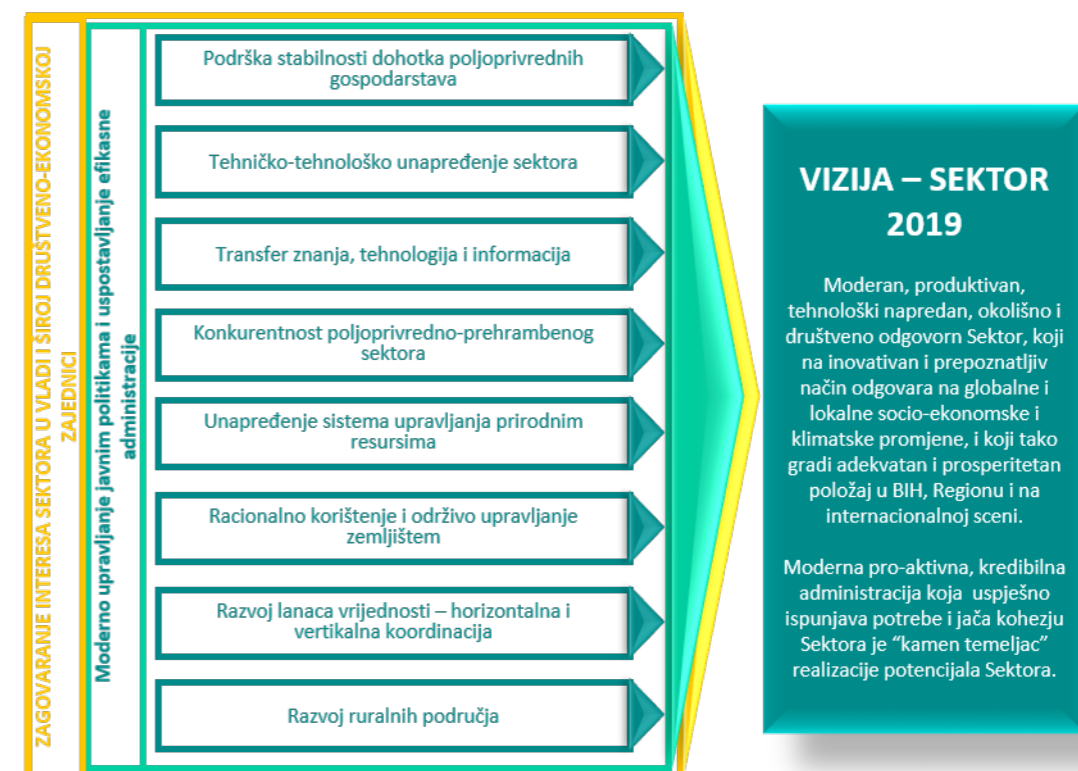 ZAGOVARANJE INTERESA SEKTORA U VLADI I ŠIROJ DRUŠTVENO-EKONOMSKOJ
ZAJEDNICI
Moderno upravljanje javnim politikama i uspostavljanje efikasne
administracije
Podrška stabilnosti dohotka poljoprivrednih
gospodarstava
Tehničko-tehnološko unapređenje sektora
Transfer znanja, tehnologija i informacija
Konkurentnost poljoprivredno-prehrambenog
sektora
Unapređenje sistema upravljanja prirodnim
resursima
Racionalno korištenje i održivo upravljanje
zemljištem
Razvoj lanaca vrijednosti – horizontalna i
vertikalna koordinacija
Razvoj ruralnih područja
VIZIJA – SEKTOR
2019
Moderan, produktivan,
tehnološki napredan, okolišno i
društveno odgovorn Sektor, koji
na inovativan i prepoznatljiv
način odgovara na globalne i
lokalne socio-ekonomske i
klimatske promjene, i koji tako
gradi adekvatan i prosperitetan
položaj u BIH, Regionu i na
internacionalnoj sceni.
Moderna pro-aktivna, kredibilna
administracija koja uspješno
ispunjava potrebe i jača kohezju
Sektora je “kamen temeljac”
realizacije potencijala Sektora.